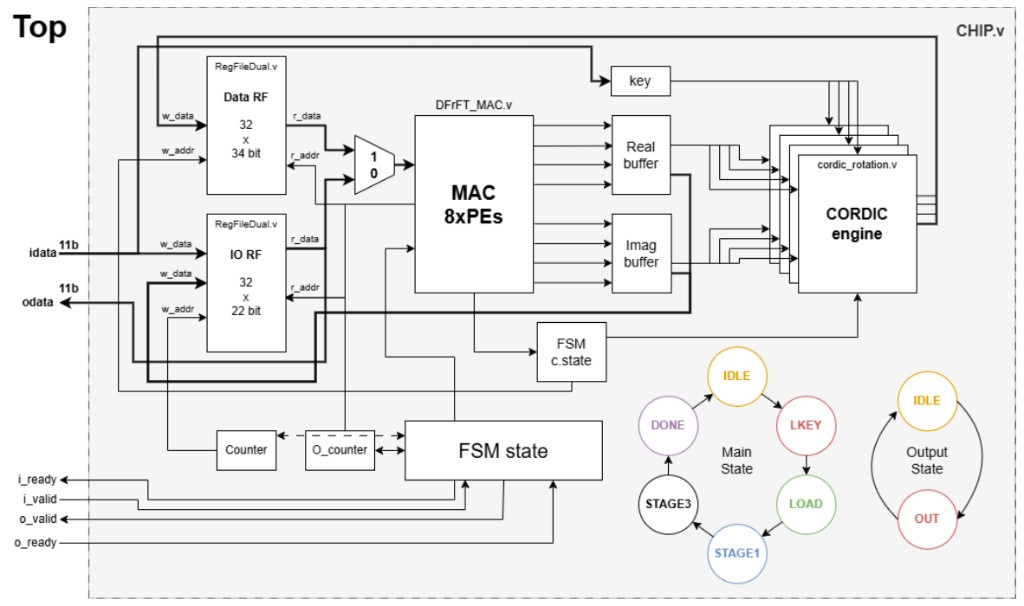 Top
CHIP.v
RegFileDual.v
Data RF
32
x
34 bit
w_data
w_addr
r_data
r_addr
1
0
DFrFT_MAC.v
MAC
8xPEs
key
Real
buffer
Imag
buffer
cordic_rotation.v
CORDIC
engine
RegFileDual.v
IO RF
32
x
22 bit
w_data
w_data
w_addr
r_data
r_addr
idata
11b
odata
11b
FSM
c.state
Counter
O_counter
FSM state
i_ready
i_valid
o_valid
o_ready
IDLE
LKEY
LOAD
STAGE1
STAGE3
DONE
Main
State
IDLE
OUT
Output
State